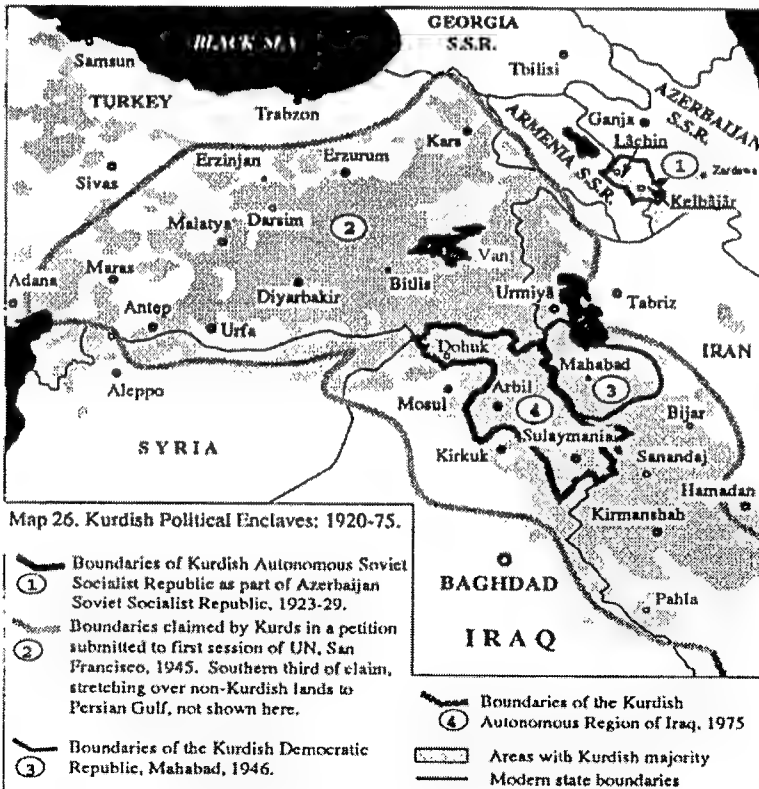 BLACK SEA
GEORGIA
S.S.R.
Samsun
Tbilisi
TURKEY
Trabzon
AZERBAIJAN
S.S.R.
Ganja
Lâchin
ARMENIA S.S.R.
Kars
1
Zardawa
Erzinjan
Erzurum
Kelbâjâr
Sivas
Darsim
2
Malatya
Van
Maras
Bitlis
Adana
Diyarbakir
Urmiyâ
Tabriz
Antep
Urfa
IRAN
Dohuk
Mahabad
Aleppo
Arbil
3
Mosul
4
Bijar
SYRIA
Sulaymania
Kirkuk
Sanandaj
Hamadan
Kirmanshah
BAGHDAD
Pahla
IRAQ
Map 26. Kurdish Political Enclaves: 1920-75.
Boundaries of Kurdish Autonomous Soviet
1 Socialist Republic as part of Azerbaijan
Soviet Socialist Republic, 1923-29.
Boundaries claimed by Kurds in a petition
2 submitted to first session of UN, San
Francisco, 1945. Southern third of claim,
stretching over non-Kurdish lands to
Persian Gulf, not shown here.
Boundaries of the Kurdish Democratic
3 Republic, Mahabad, 1946.
Boundaries of the Kurdish
4 Autonomous Region of Iraq, 1975
Areas with Kurdish majority
Modern state boundaries